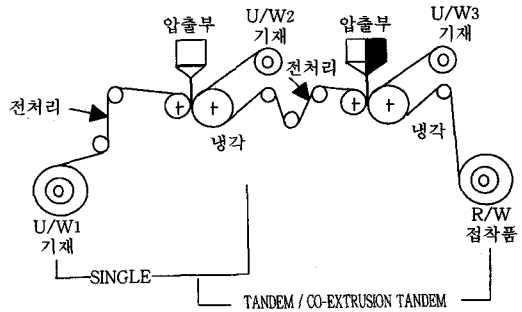 압출부
U/W2
기재
전처리
냉각
U/W1
기재
압출부
U/W3
기재
전처리
냉각
R/W
접착품
SINGLE
TANDEM / CO-EXTRUSION TANDEM